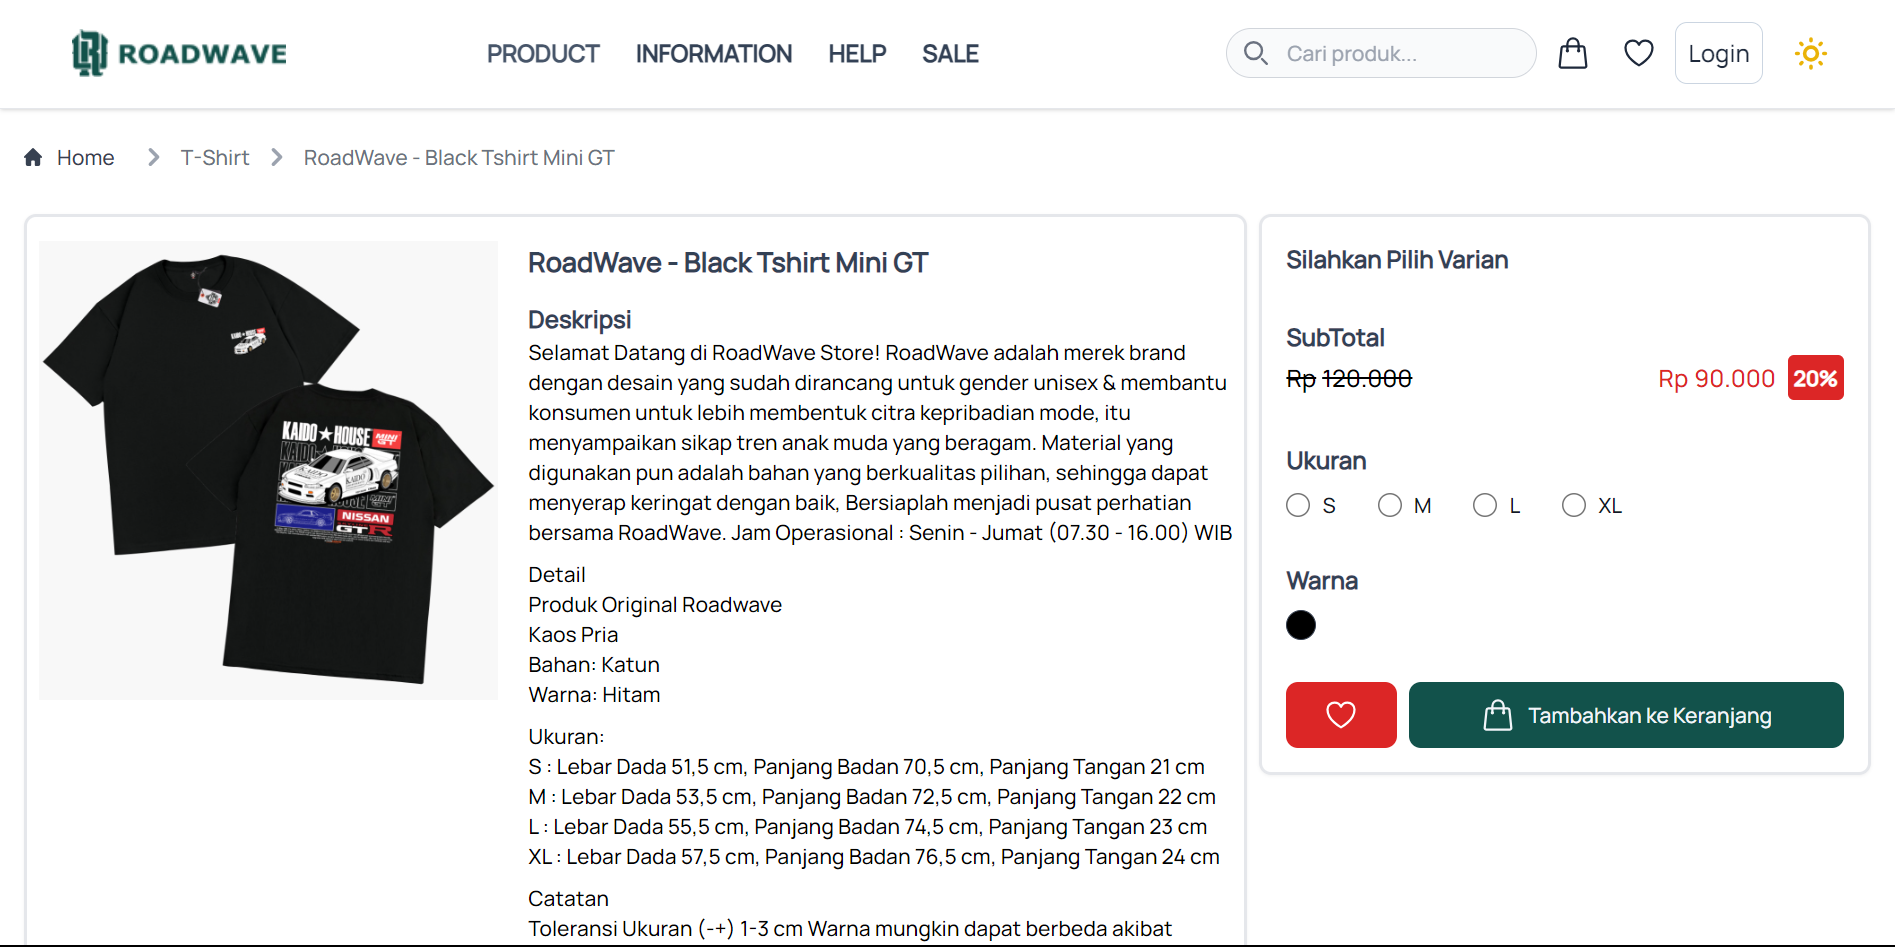 ROADWAVE
PRODUCT
INFORMATION
HELP
SALE
Cari produk...
Login
Home
T-Shirt
RoadWave - Black Tshirt Mini GT
KAIDO★HOUSE
MINI GT
KAIDO
NISSAN
GTR
RoadWave - Black Tshirt Mini GT
Deskripsi
Selamat Datang di RoadWave Store! RoadWave adalah merek brand
dengan desain yang sudah dirancang untuk gender unisex & membantu
konsumen untuk lebih membentuk citra kepribadian mode, itu
menyampaikan sikap tren anak muda yang beragam. Material yang
digunakan pun adalah bahan yang berkualitas pilihan, sehingga dapat
menyerap keringat dengan baik, Bersiaplah menjadi pusat perhatian
bersama RoadWave. Jam Operasional : Senin - Jumat (07.30 - 16.00) WIB
Detail
Produk Original Roadwave
Kaos Pria
Bahan: Katun
Warna: Hitam
Ukuran:
S : Lebar Dada 51,5 cm, Panjang Badan 70,5 cm, Panjang Tangan 21 cm
M : Lebar Dada 53,5 cm, Panjang Badan 72,5 cm, Panjang Tangan 22 cm
L : Lebar Dada 55,5 cm, Panjang Badan 74,5 cm, Panjang Tangan 23 cm
XL : Lebar Dada 57,5 cm, Panjang Badan 76,5 cm, Panjang Tangan 24 cm
Catatan
Toleransi Ukuran (-+) 1-3 cm Warna mungkin dapat berbeda akibat
Silahkan Pilih Varian
SubTotal
Rp 120.000
Rp 90.000
20%
Ukuran
S
M
L
XL
Warna
Tambahkan ke Keranjang